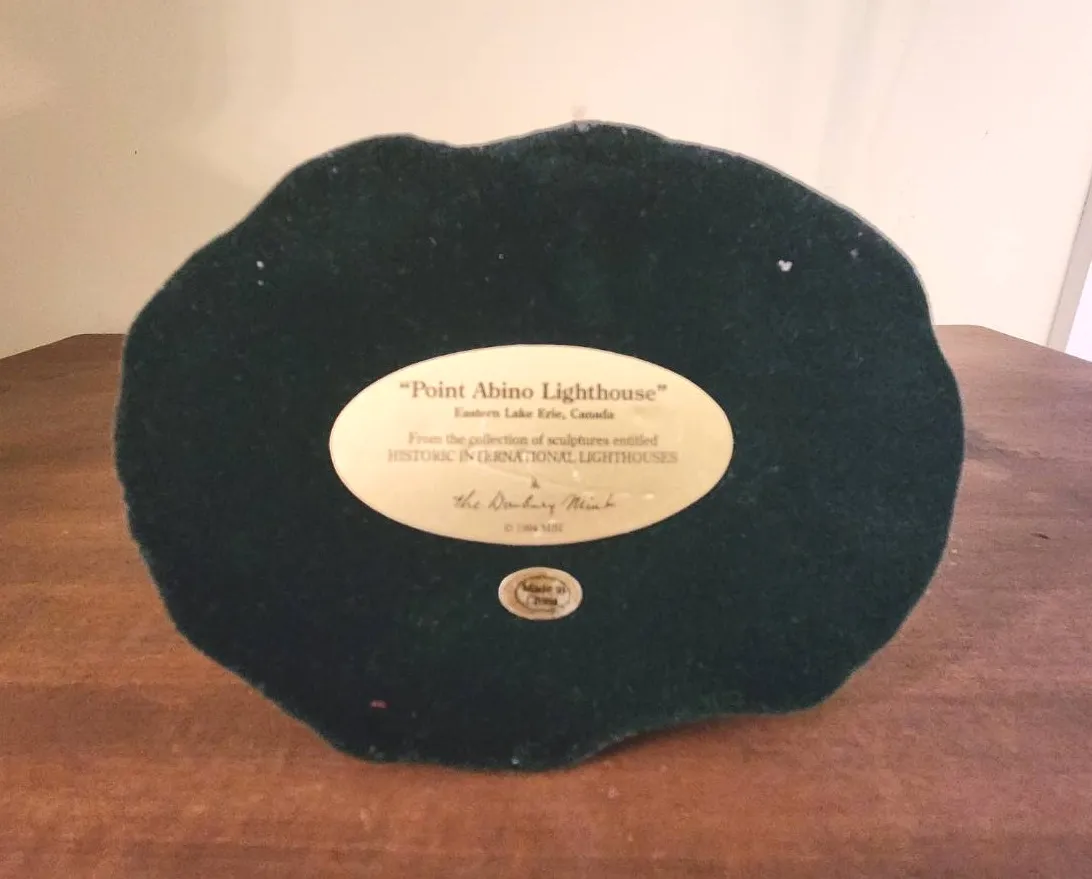 “Point Abino Lighthouse”
Eastern Lake Erie, Canada
From the collection of sculptures entitled
HISTORIC INTERNATIONAL LIGHTHOUSES
the Danbury Mint
© MBI
Made in
China